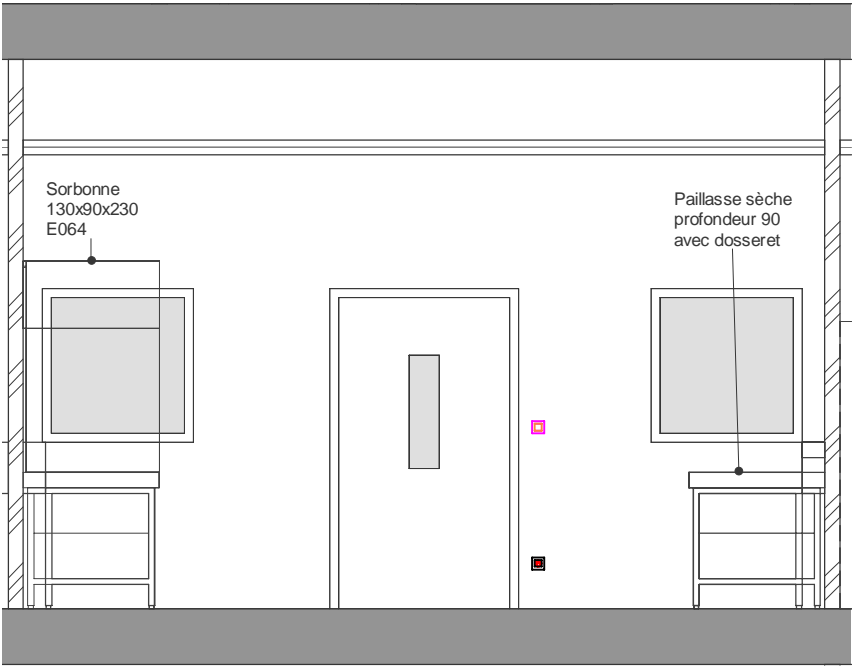 Sorbonne
130x90x230
E064
Paillasse sèche
profondeur 90
avec dosseret